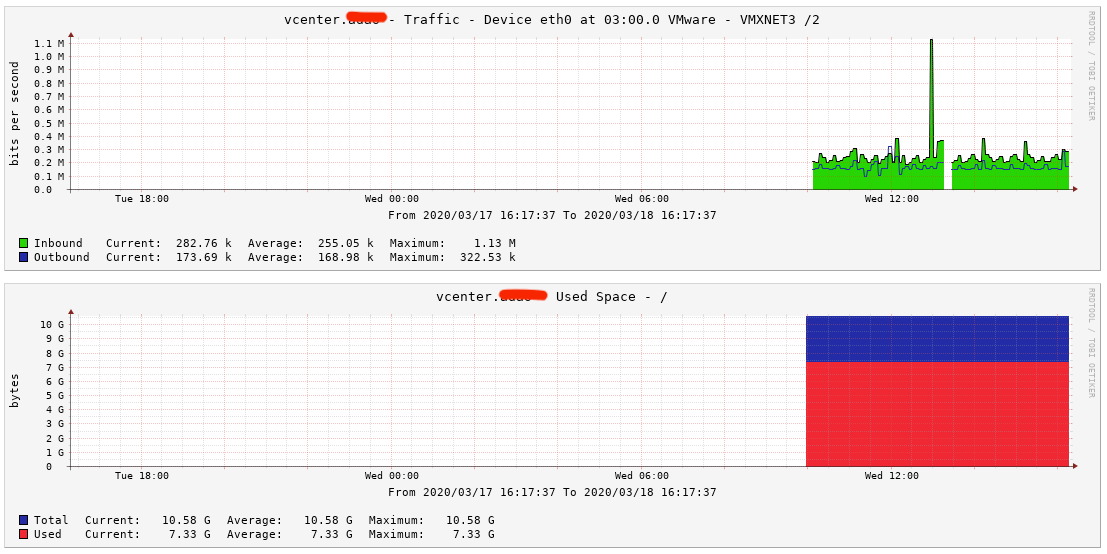 vcenter. - Traffic - Device eth0 at 03:00.0 VMware - VMXNET3 /2
RRDTOOL / TOBI OETIKER
bits per second
1.1 M
1.0 M
0.9 M
0.8 M
0.7 M
0.6 M
0.5 M
0.4 M
0.3 M
0.2 M
0.1 M
0.0
Tue 18:00 Wed 00:00 Wed 06:00 Wed 12:00
From 2020/03/17 16:17:37 To 2020/03/18 16:17:37
Inbound Current: 282.76 k Average: 255.05 k Maximum: 1.13 M
Outbound Current: 173.69 k Average: 168.98 k Maximum: 322.53 k
vcenter. Used Space - /
RRDTOOL / TOBI OETIKER
bytes
10 G
9 G
8 G
7 G
6 G
5 G
4 G
3 G
2 G
1 G
0
Tue 18:00 Wed 00:00 Wed 06:00 Wed 12:00
From 2020/03/17 16:17:37 To 2020/03/18 16:17:37
Total Current: 10.58 G Average: 10.58 G Maximum: 10.58 G
Used Current: 7.33 G Average: 7.33 G Maximum: 7.33 G